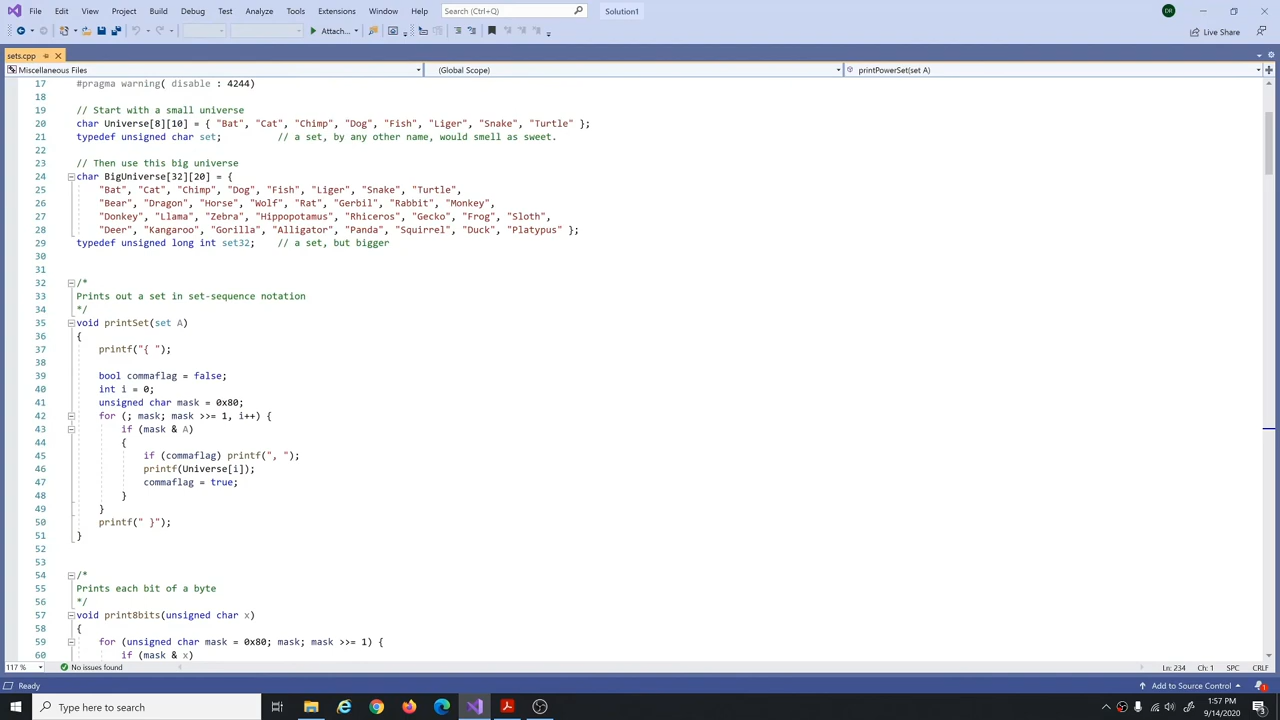 File Edit View Project Build Debug Test Analyze Tools Extensions Window Help Search (Ctrl+Q) Solution1 DR
Attach... Live Share
sets.cpp
Miscellaneous Files (Global Scope) printPowerSet(set A)
17 #pragma warning( disable : 4244)
18
19 // Start with a small universe
20 char Universe[8][10] = { "Bat", "Cat", "Chimp", "Dog", "Fish", "Liger", "Snake", "Turtle" };
21 typedef unsigned char set; // a set, by any other name, would smell as sweet.
22
23 // Then use this big universe
24 char BigUniverse[32][20] = {
25 "Bat", "Cat", "Chimp", "Dog", "Fish", "Liger", "Snake", "Turtle",
26 "Bear", "Dragon", "Horse", "Wolf", "Rat", "Gerbil", "Rabbit", "Monkey",
27 "Donkey", "Llama", "Zebra", "Hippopotamus", "Rhiceros", "Gecko", "Frog", "Sloth",
28 "Deer", "Kangaroo", "Gorilla", "Alligator", "Panda", "Squirrel", "Duck", "Platypus" };
29 typedef unsigned long int set32; // a set, but bigger
30
31
32 /*
33 Prints out a set in set-sequence notation
34 */
35 void printSet(set A)
36 {
37 printf("{ ");
38
39 bool commaflag = false;
40 int i = 0;
41 unsigned char mask = 0x80;
42 for (; mask; mask >>= 1, i++) {
43 if (mask & A)
44 {
45 if (commaflag) printf(", ");
46 printf(Universe[i]);
47 commaflag = true;
48 }
49 }
50 printf(" }");
51 }
52
53
54 /*
55 Prints each bit of a byte
56 */
57 void print8bits(unsigned char x)
58 {
59 for (unsigned char mask = 0x80; mask; mask >>= 1) {
60 if (mask & x)
117 % No issues found Ln: 234 Ch: 1 SPC CRLF
Ready Add to Source Control 1
Type here to search 1:57 PM
9/14/2020